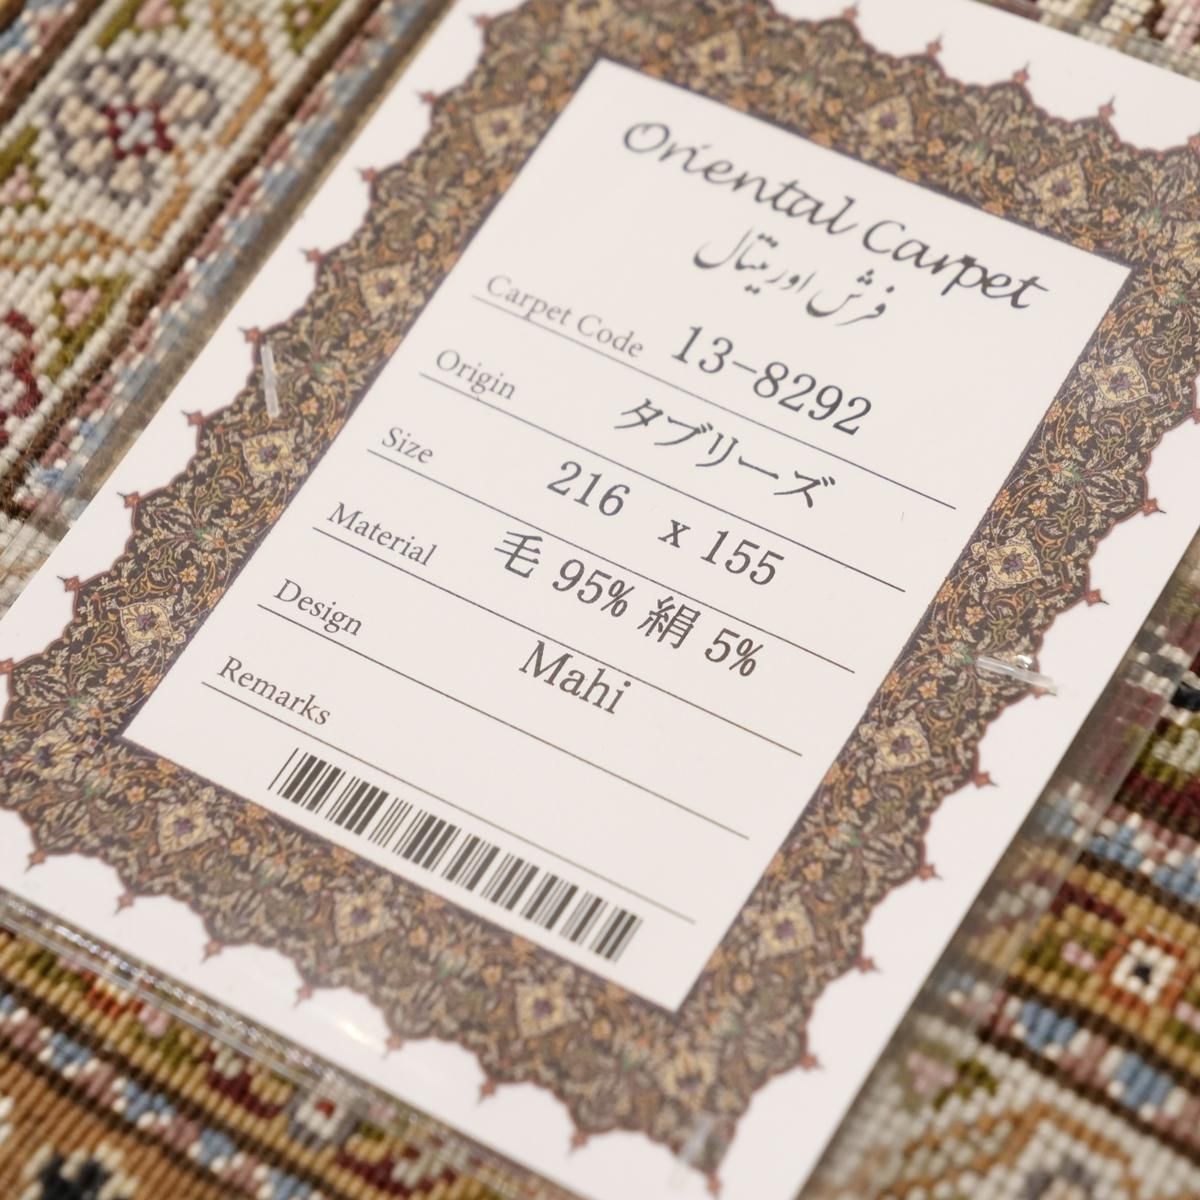 Oriental Carpet
فرش اورینتال
Carpet Code 13-8292
Origin タブリーズ
Size 216 x 155
Material 毛 95% 絹 5%
Design Mahi
Remarks